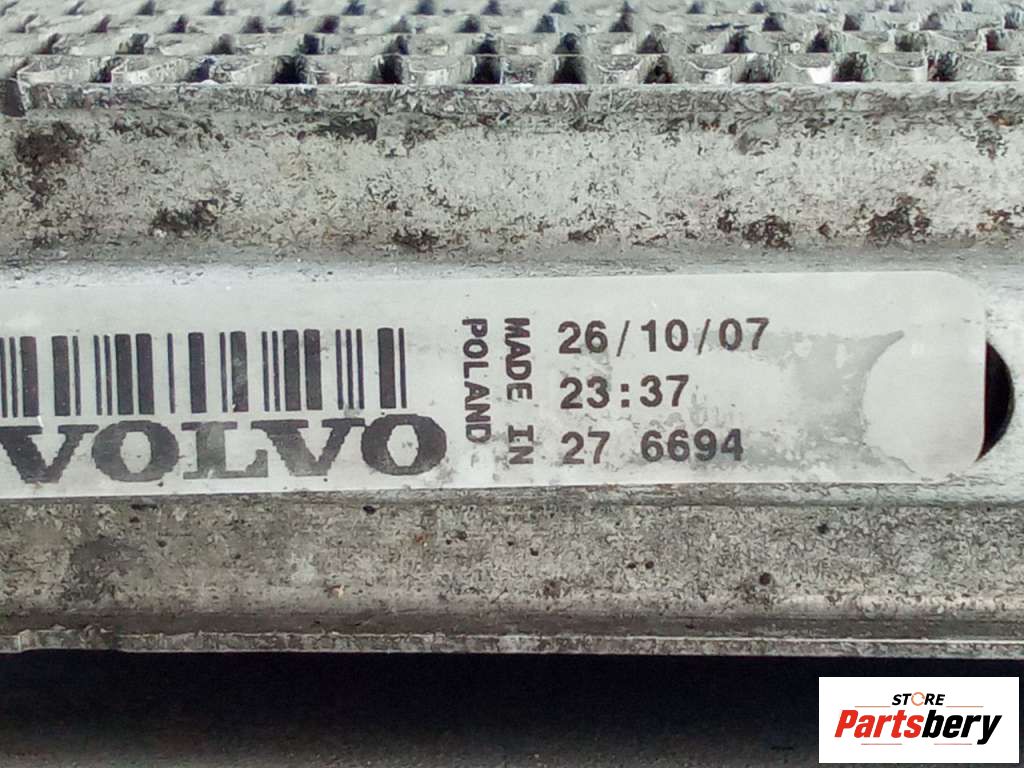 VOLVO
MADE IN
POLAND
26/10/07
23:37
27 6694
STORE
Partsbery